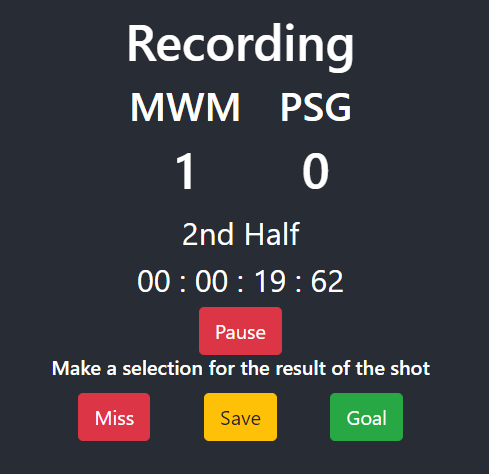 Recording
MWM PSG
1 0
2nd Half
00 : 00 : 19 : 62
Pause
Make a selection for the result of the shot
Miss Save Goal